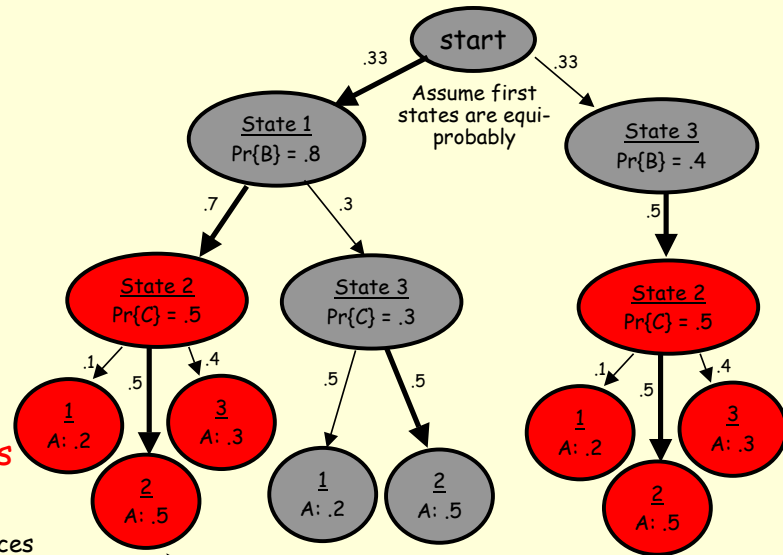 start
.33
.33
Assume first
states are equi-
probably
State 1
Pr{B} = .8
State 3
Pr{B} = .4
.7
.3
.5
State 2
Pr{C} = .5
State 3
Pr{C} = .3
State 2
Pr{C} = .5
.1
.5
.4
.5
.5
.1
.5
.4
1
A: .2
3
A: .3
2
A: .5
1
A: .2
2
A: .5
1
A: .2
3
A: .3
2
A: .5
s
ces